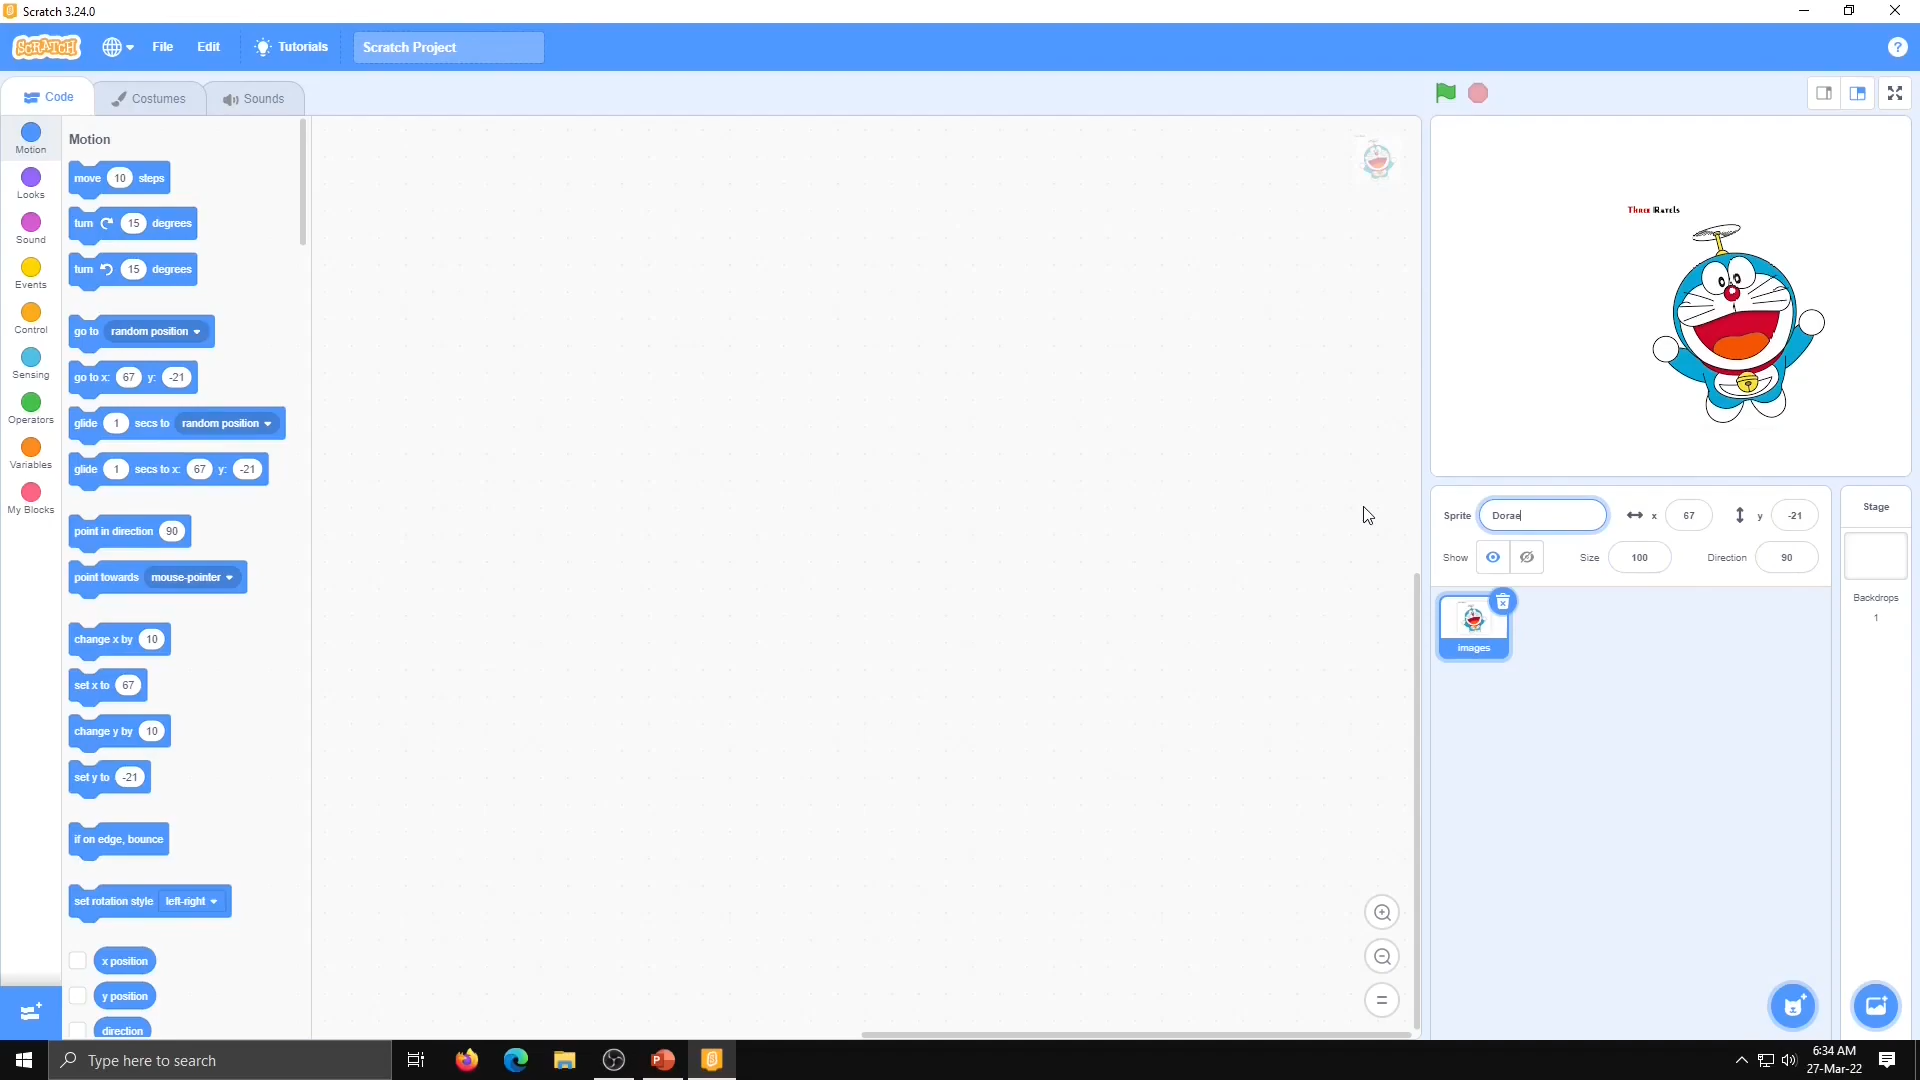 Scratch 3.24.0
SCRATCH
File
Edit
Tutorials
Scratch Project
?
Code
Costumes
Sounds
Motion
Looks
Sound
Events
Control
Sensing
Operators
Variables
My Blocks
Motion
move 10 steps
turn 15 degrees
turn 15 degrees
go to random position
go to x: 67 y: -21
glide 1 secs to random position
glide 1 secs to x: 67 y: -21
point in direction 90
point towards mouse-pointer
change x by 10
set x to 67
change y by 10
set y to -21
if on edge, bounce
set rotation style left-right
x position
y position
direction
Sprite Dorae x 67 y -21
Show Size 100 Direction 90
images
Stage
Backdrops
1
Type here to search
6:34 AM
27-Mar-22